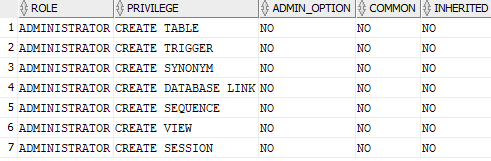 ROLE PRIVILEGE ADMIN_OPTION COMMON INHERITED
1 ADMINISTRATOR CREATE TABLE NO NO NO
2 ADMINISTRATOR CREATE TRIGGER NO NO NO
3 ADMINISTRATOR CREATE SYNONYM NO NO NO
4 ADMINISTRATOR CREATE DATABASE LINK NO NO NO
5 ADMINISTRATOR CREATE SEQUENCE NO NO NO
6 ADMINISTRATOR CREATE VIEW NO NO NO
7 ADMINISTRATOR CREATE SESSION NO NO NO